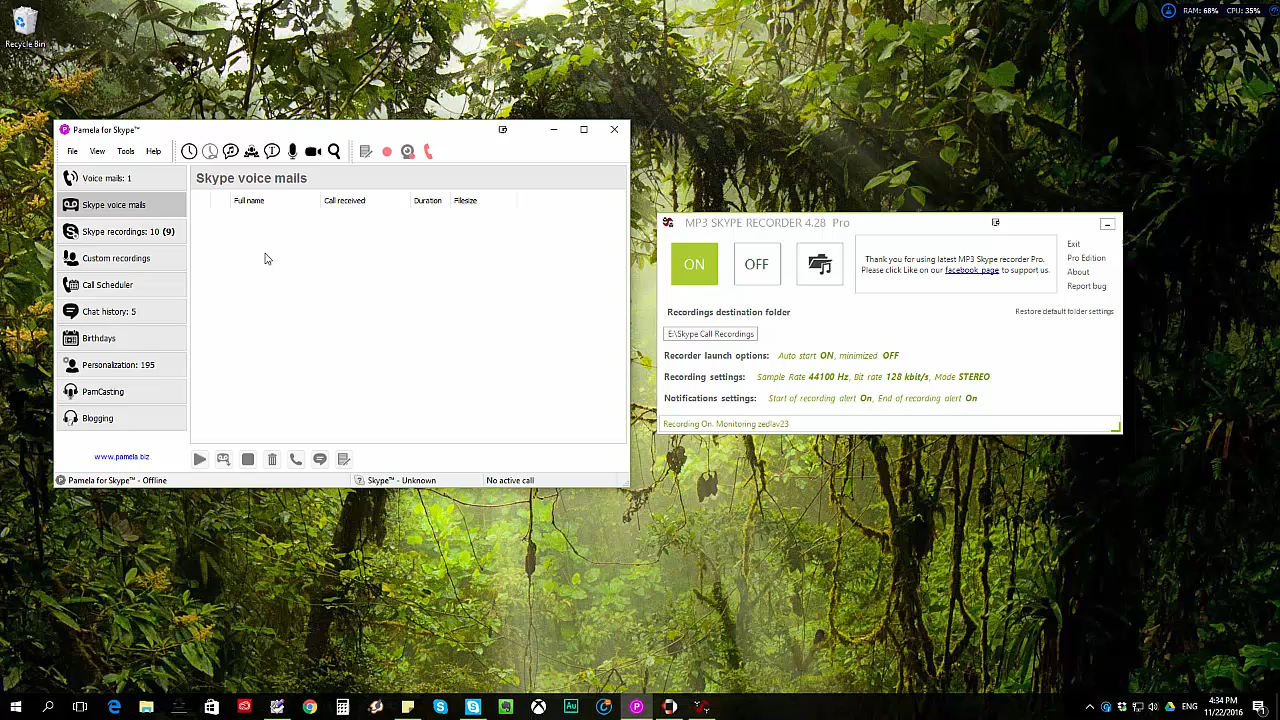 Recycle Bin
RAM: 68% CPU: 35%
Pamela for Skype™
File View Tools Help
Voice mails: 1
Skype voice mails
Skype recordings: 10 (9)
Custom recordings
Call Scheduler
Chat history: 5
Birthdays
Personalization: 195
PamCasting
Blogging
www.pamela.biz
Skype voice mails
Full name Call received Duration Filesize
Pamela for Skype™ - Offline Skype™ - Unknown No active call
MP3 SKYPE RECORDER 4.28 Pro
ON OFF
Thank you for using latest MP3 Skype recorder Pro.
Please click Like on our facebook page to support us.
Exit
Pro Edition
About
Report bug
Recordings destination folder
Restore default folder settings
E:\Skype Call Recordings
Recorder launch options: Auto start ON, minimized OFF
Recording settings: Sample Rate 44100 Hz, Bit rate 128 kbit/s, Mode STEREO
Notifications settings: Start of recording alert On, End of recording alert On
Recording On. Monitoring zedlav23
Au
ENG
4:34 PM
11/22/2016